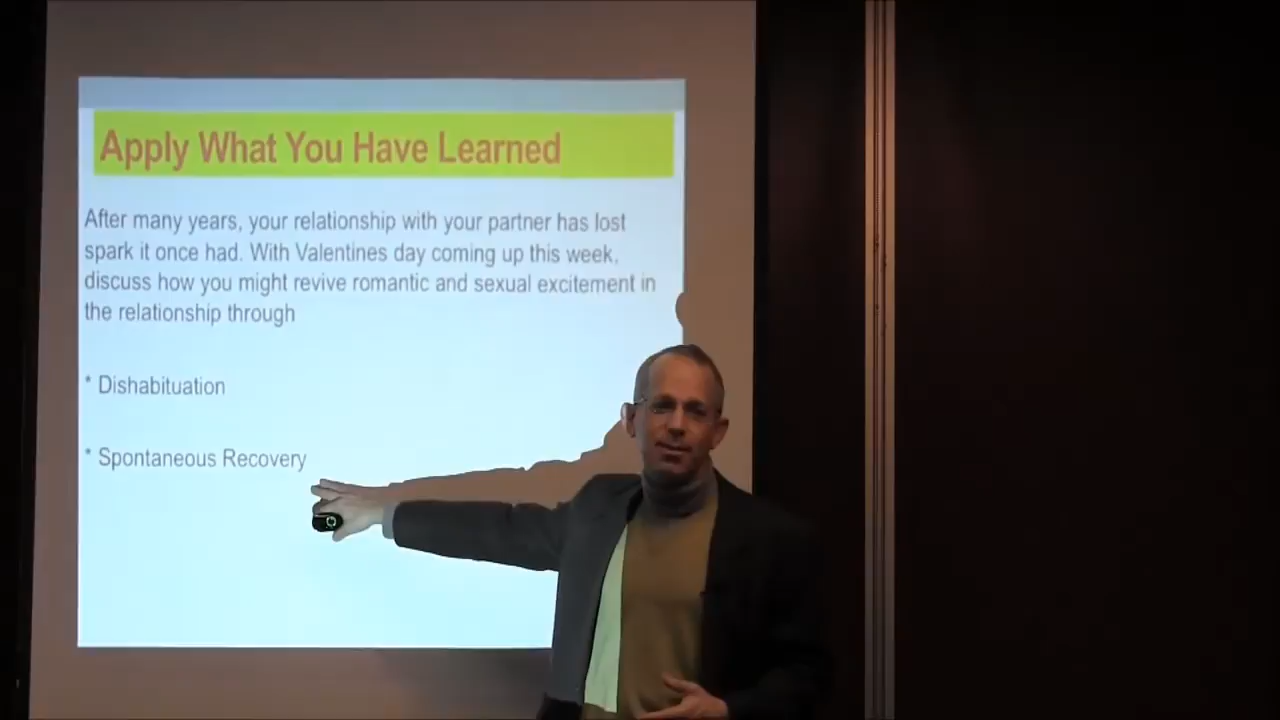 Apply What You Have Learned
After many years, your relationship with your partner has lost
spark it once had. With Valentines day coming up this week,
discuss how you might revive romantic and sexual excitement in
the relationship through
* Dishabituation
* Spontaneous Recovery